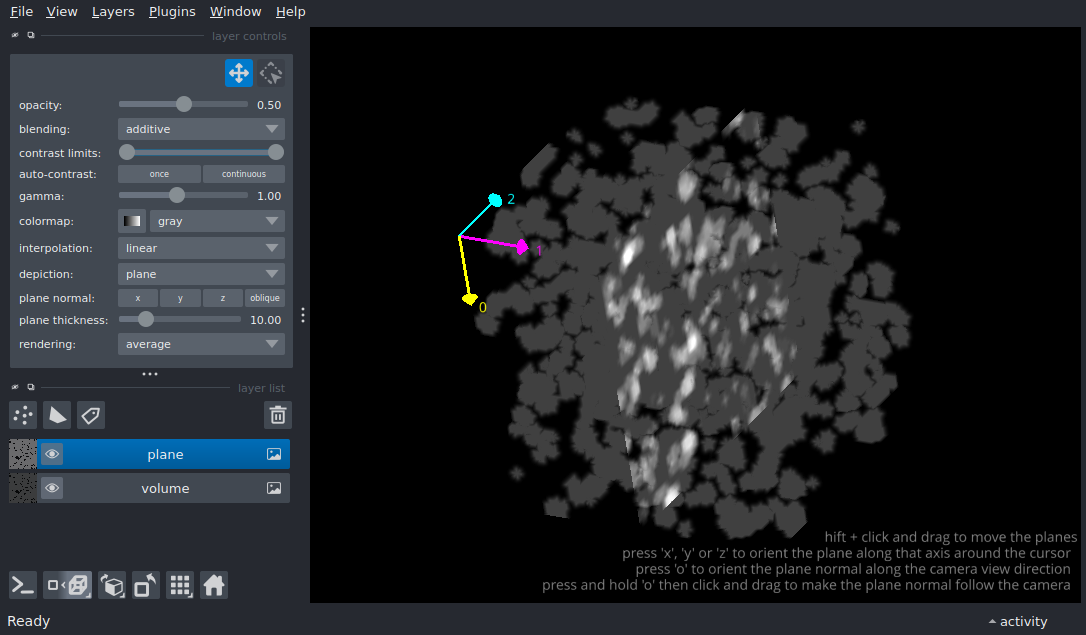 File View Layers Plugins Window Help
layer controls
opacity: 0.50
blending: additive
contrast limits:
auto-contrast: once continuous
gamma: 1.00
colormap: gray
interpolation: linear
depiction: plane
plane normal: x y z oblique
plane thickness: 10.00
rendering: average
layer list
plane
volume
2
1
0
hift + click and drag to move the planes
press 'x', 'y' or 'z' to orient the plane along that axis around the cursor
press 'o' to orient the plane normal along the camera view direction
press and hold 'o' then click and drag to make the plane normal follow the camera
Ready
activity